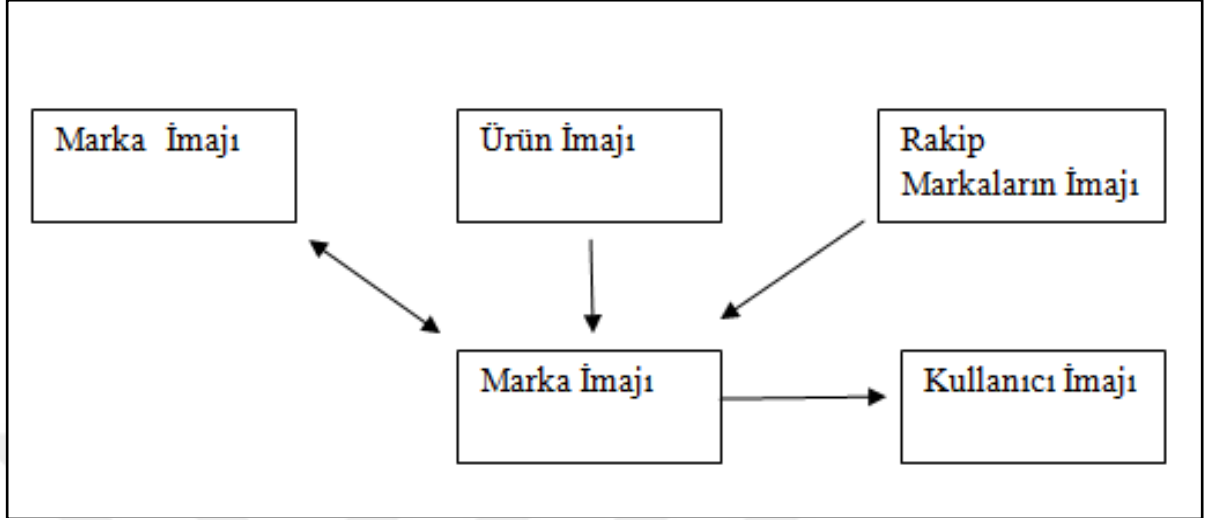 Marka İmajı
Ürün İmajı
Rakip
Markaların İmajı
Marka İmajı
Kullanıcı İmajı